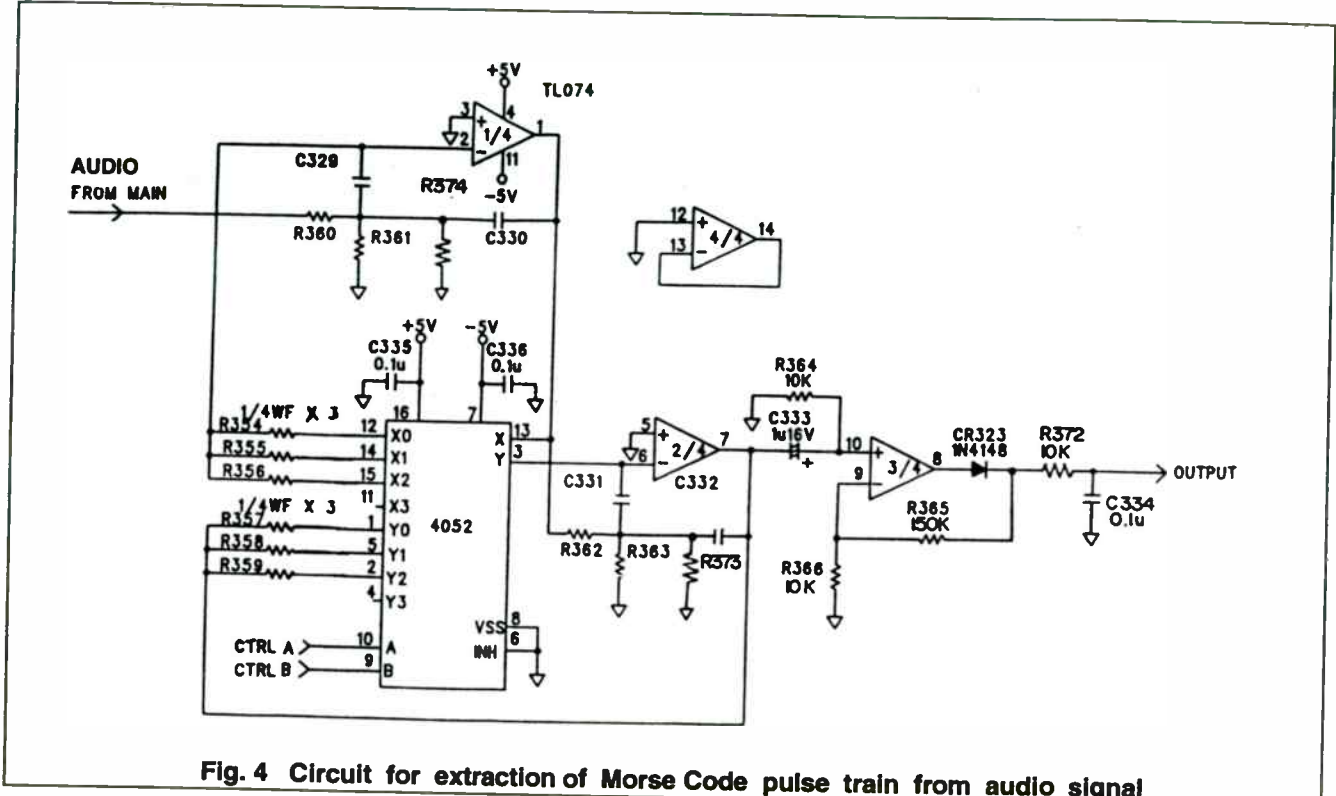 +5V
TL074
3
4
+
1/4
1
2
-
11
C329
R374
-5V
AUDIO
FROM MAIN
R360
R361
C330
12
+
4/4
14
13
-
+5V
-5V
C335
0.1u
C336
0.1u
R364
10K
1/4WF X 3
16
7
C333
1u16V
+
CR323
1N4148
R372
10K
R354
12
X0
X
13
5
+
2/4
7
10
+
3/4
8
OUTPUT
R355
14
X1
Y
3
6
-
9
-
R356
15
X2
C331
C332
11
X3
R365
150K
C334
0.1u
1/4WF X 3
R357
1
Y0
4052
R358
5
Y1
R362
R363
R373
R359
2
Y2
R366
10K
4
Y3
VSS
8
CTRL A
10
A
INH
6
CTRL B
9
B
Fig. 4 Circuit for extraction of Morse Code pulse train from audio signal